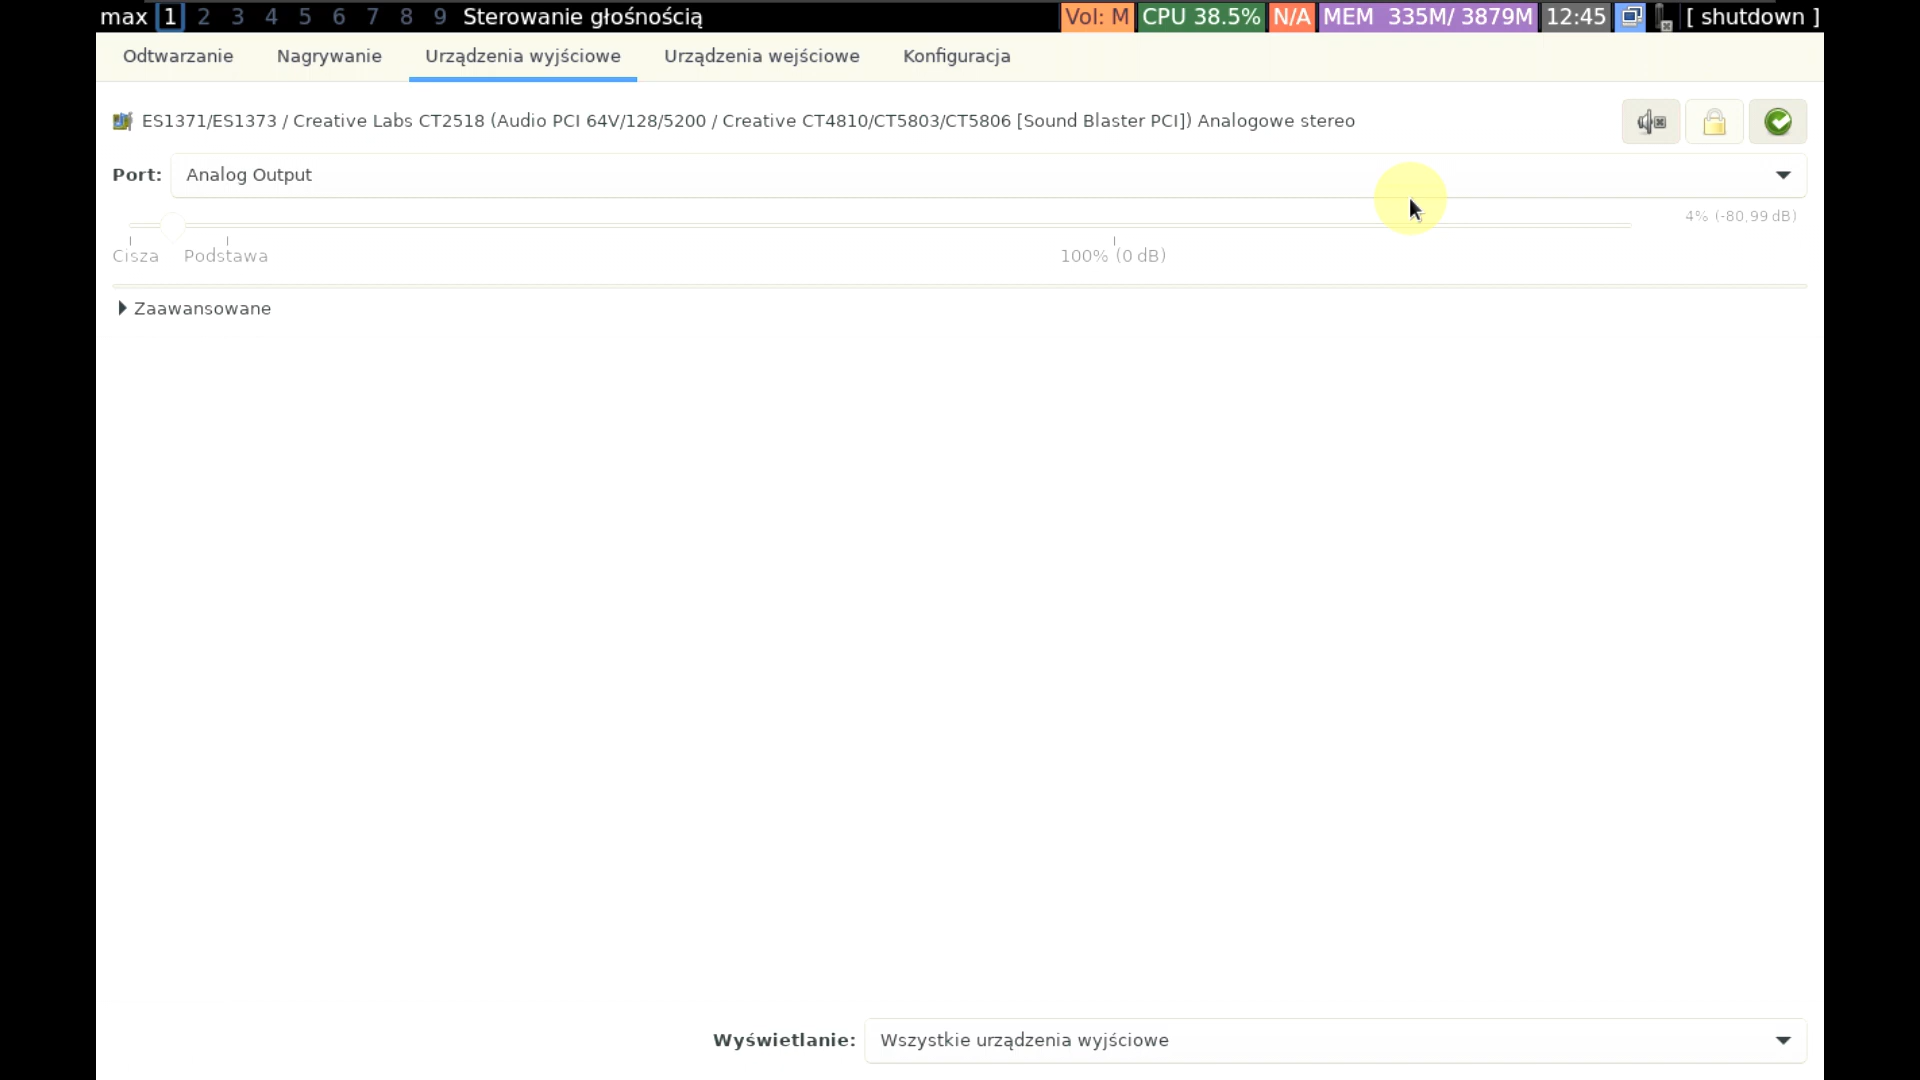 max 1 2 3 4 5 6 7 8 9 Sterowanie głośnością Vol: M CPU 38.5% N/A MEM 335M/ 3879M 12:45 [ shutdown ]
Odtwarzanie Nagrywanie Urządzenia wyjściowe Urządzenia wejściowe Konfiguracja
ES1371/ES1373 / Creative Labs CT2518 (Audio PCI 64V/128/5200 / Creative CT4810/CT5803/CT5806 [Sound Blaster PCI]) Analogowe stereo
Port: Analog Output
4% (-80,99 dB)
Cisza Podstawa 100% (0 dB)
Zaawansowane
Wyświetlanie: Wszystkie urządzenia wyjściowe